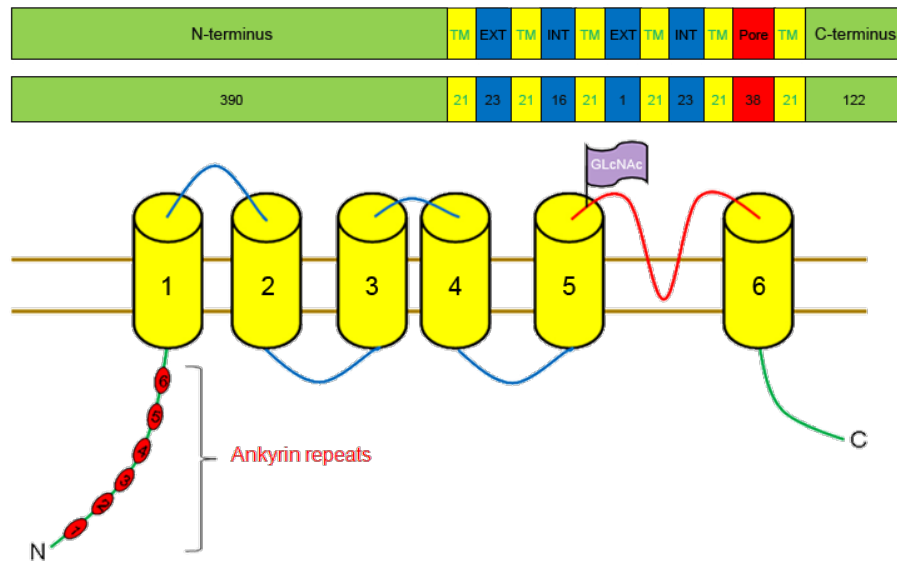 N-terminus TM EXT TM INT TM EXT TM INT TM Pore TM C-terminus
390 21 23 21 16 21 1 21 23 21 38 21 122
GLcNAc
1 2 3 4 5 6
6
5
4
3
2
1
Ankyrin repeats
C
N